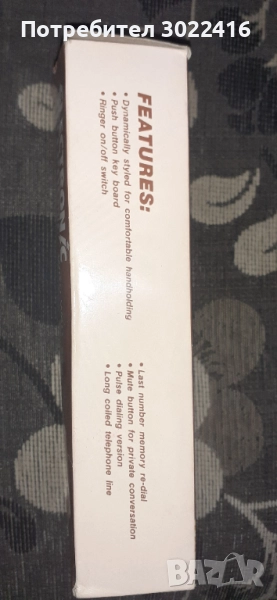 Потребител 3022416
FEATURES:
• Dynamically styled for comfortable handholding
• Push button key board
• Ringer on/off switch
• Last number memory re-dial
• Mute button for private conversation
• Pulse dialing version
• Long coiled telephone line
BAZAR